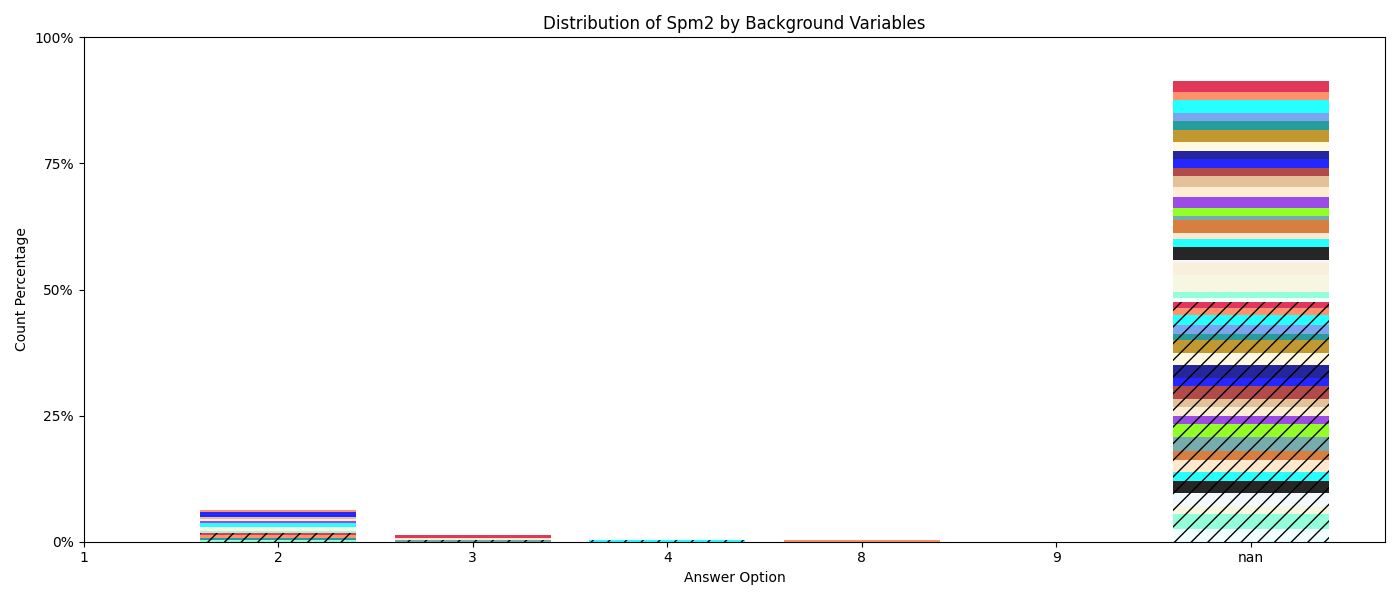 Distribution of Spm2 by Background Variables
100%
75%
50%
25%
0%
Count Percentage
1 2 3 4 8 9 nan
Answer Option